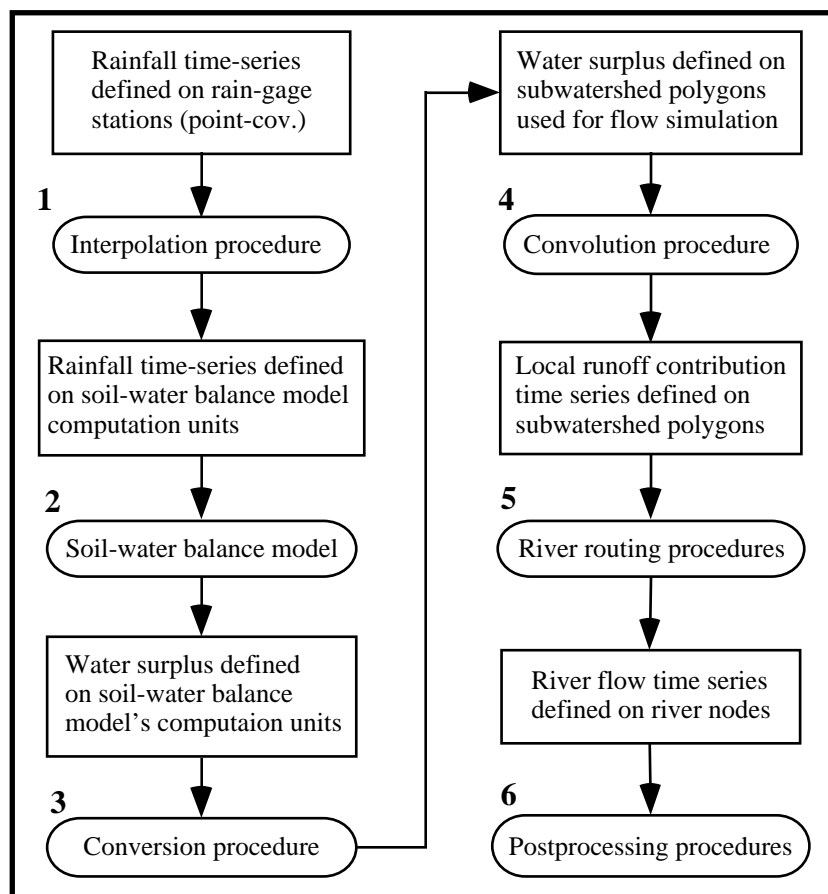 Rainfall time-series
defined on rain-gage
stations (point-cov.)
1
Interpolation procedure
Rainfall time-series defined
on soil-water balance model
computation units
2
Soil-water balance model
Water surplus defined
on soil-water balance
model’s computaion units
3
Conversion procedure
Water surplus defined on
subwatershed polygons
used for flow simulation
4
Convolution procedure
Local runoff contribution
time series defined on
subwatershed polygons
5
River routing procedures
River flow time series
defined on river nodes
6
Postprocessing procedures